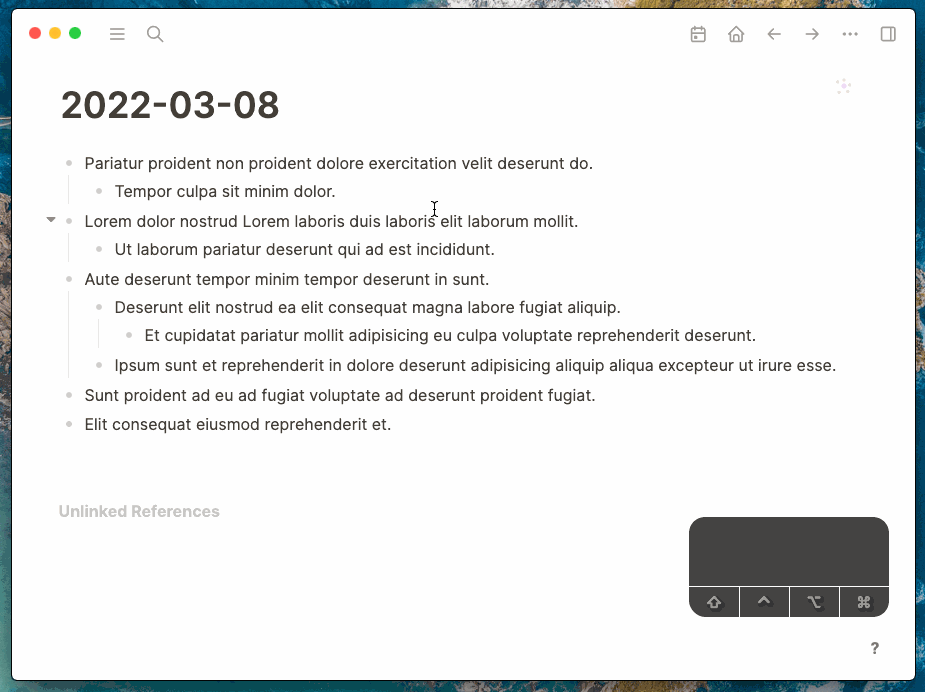 2022-03-08
Pariatur proident non proident dolore exercitation velit deserunt do.
Tempor culpa sit minim dolor.
Lorem dolor nostrud Lorem laboris duis laboris elit laborum mollit.
Ut laborum pariatur deserunt qui ad est incididunt.
Aute deserunt tempor minim tempor deserunt in sunt.
Deserunt elit nostrud ea elit consequat magna labore fugiat aliquip.
Et cupidatat pariatur mollit adipisicing eu culpa voluptate reprehenderit deserunt.
Ipsum sunt et reprehenderit in dolore deserunt adipisicing aliquip aliqua excepteur ut irure esse.
Sunt proident ad eu ad fugiat voluptate ad deserunt proident fugiat.
Elit consequat eiusmod reprehenderit et.
Unlinked References
?